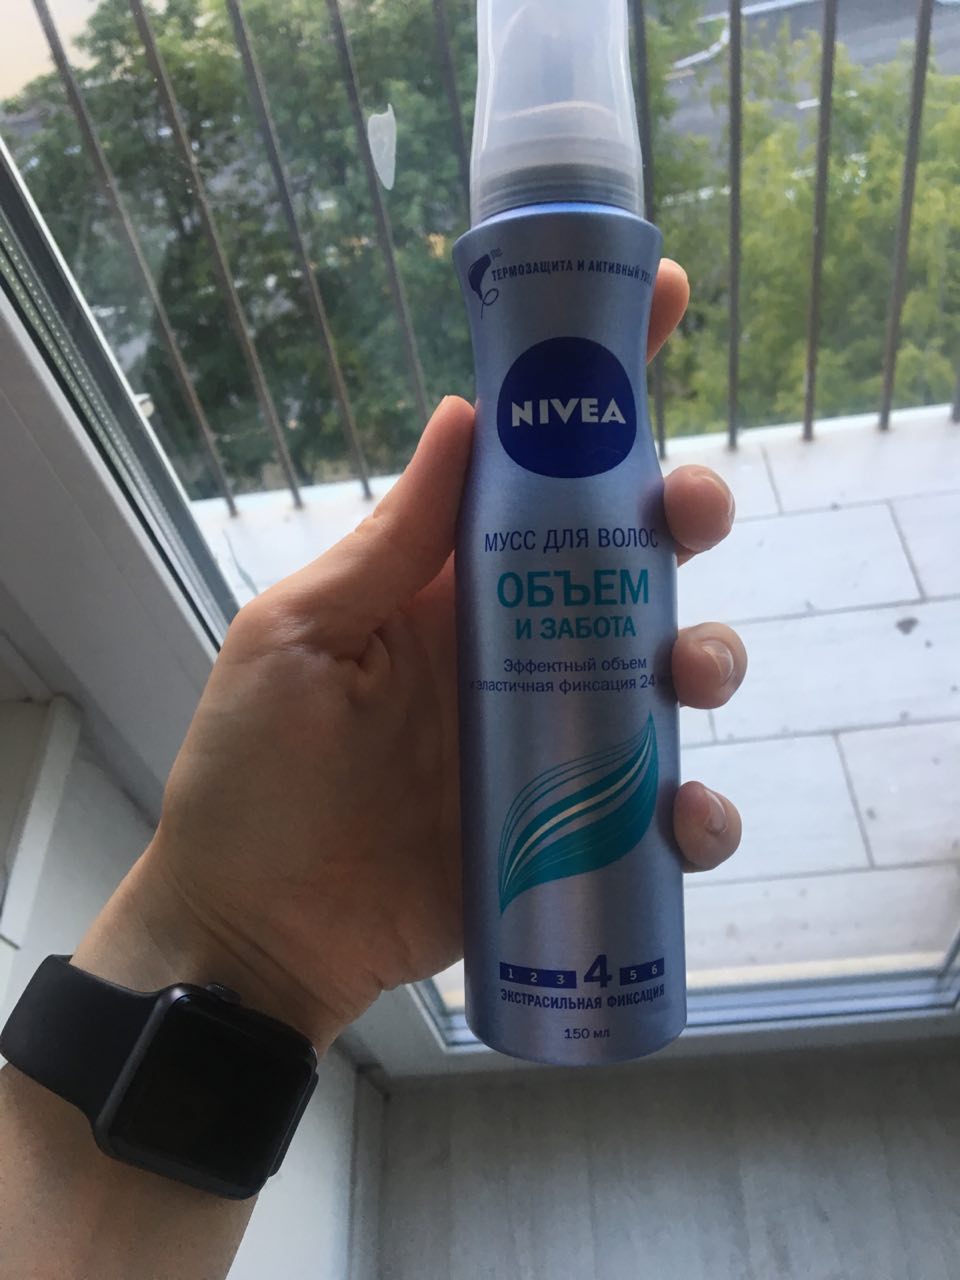 ТЕРМОЗАЩИТА И АКТИВНЫЙ
NIVEA
МУСС ДЛЯ ВОЛОС
ОБЪЕМ
И ЗАБОТА
Эффектный объем
эластичная фиксация 24
1 2 3 4 5 6
ЭКСТРАСИЛЬНАЯ ФИКСАЦИЯ
150 мл